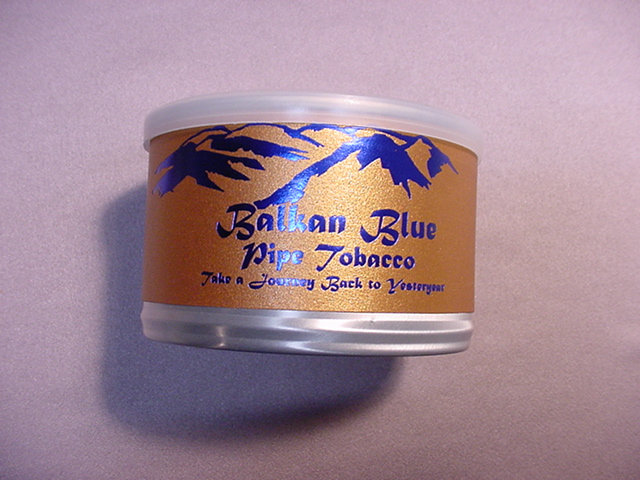 Balkan Blue
Pipe Tobacco
Take a Journey Back to Yesteryear